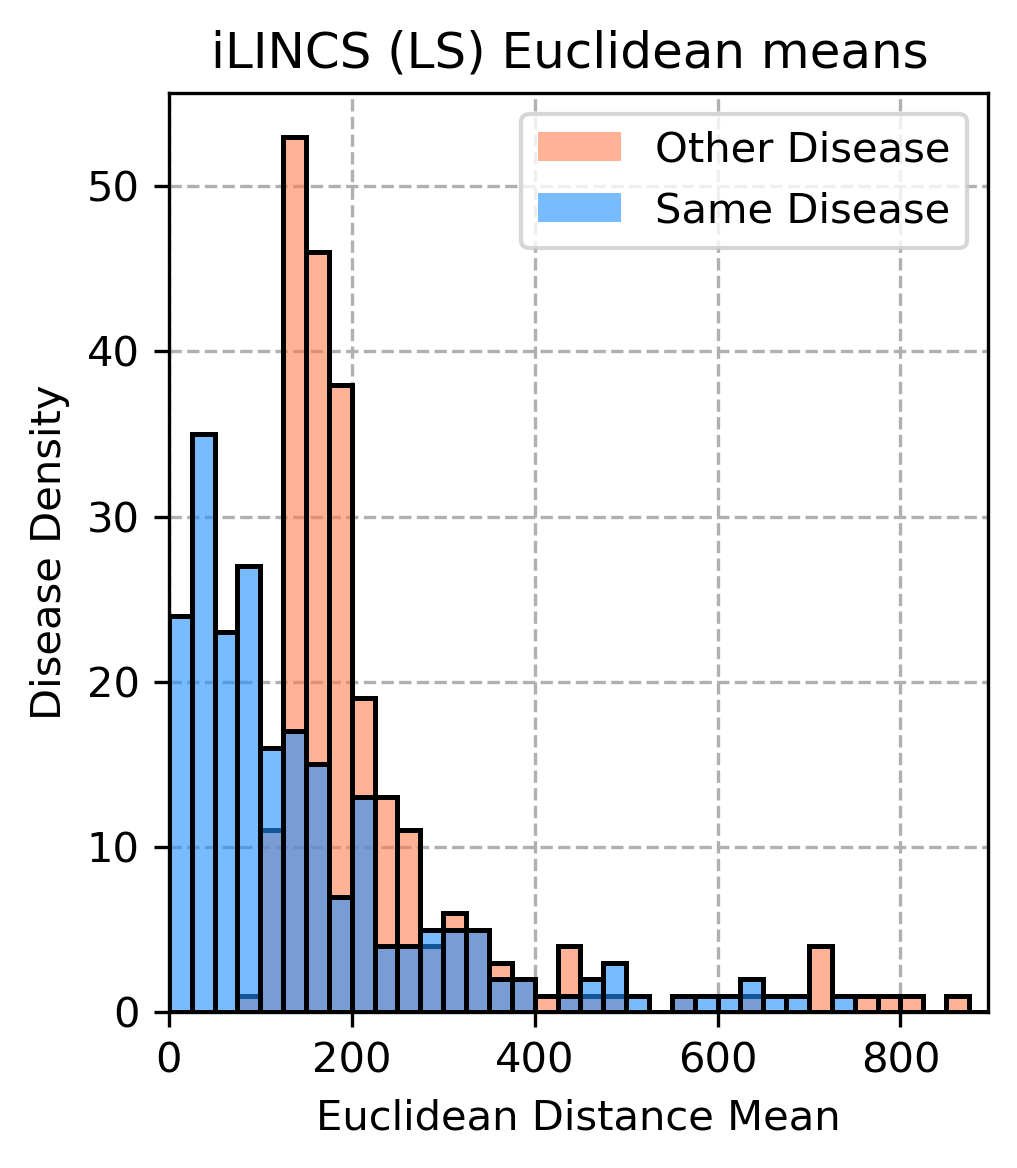 iLINCS (LS) Euclidean means
Other Disease
Same Disease
Disease Density
50
40
30
20
10
0
0 200 400 600 800
Euclidean Distance Mean